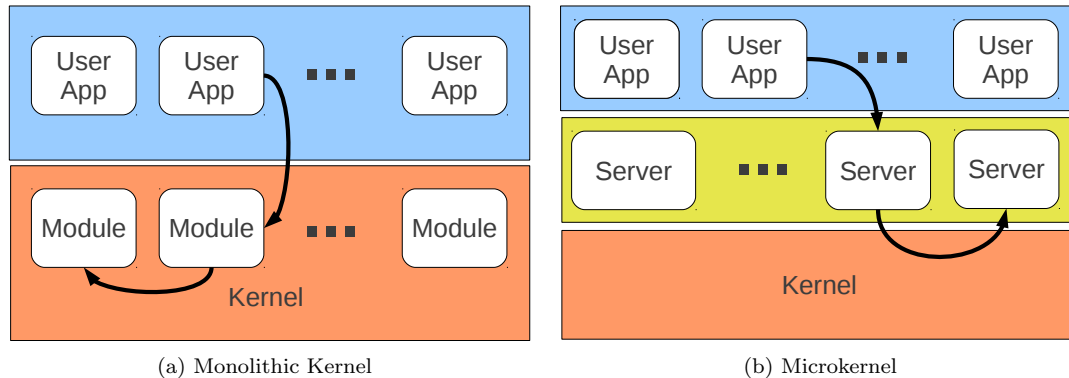 User
App
User
App
User
App
Module
Module
Module
Kernel
(a) Monolithic Kernel
User
App
User
App
User
App
Server
Server
Server
Kernel
(b) Microkernel